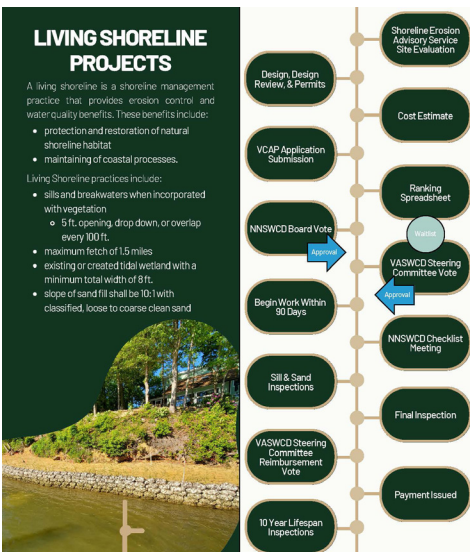 LIVING SHORELINE
PROJECTS
A living shoreline is a shoreline management
practice that provides erosion control and
water quality benefits. These benefits include:
protection and restoration of natural
shoreline habitat
maintaining of coastal processes.
Living Shoreline practices include:
sills and breakwaters when incorporated
with vegetation
5 ft. opening, drop down, or overlap
every 100 ft.
maximum fetch of 1.5 miles
existing or created tidal wetland with a
minimum total width of 8 ft.
slope of sand fill shall be 10:1 with
classified, loose to coarse clean sand
Shoreline Erosion
Advisory Service
Site Evaluation
Design, Design
Review, & Permits
Cost Estimate
VCAP Application
Submission
Ranking
Spreadsheet
NNSWCD Board Vote
Approval
Waitlist
VASWCD Steering
Committee Vote
Approval
Begin Work Within
90 Days
NNSWCD Checklist
Meeting
Sill & Sand
Inspections
Final Inspection
VASWCD Steering
Committee
Reimbursement
Vote
Payment Issued
10 Year Lifespan
Inspections